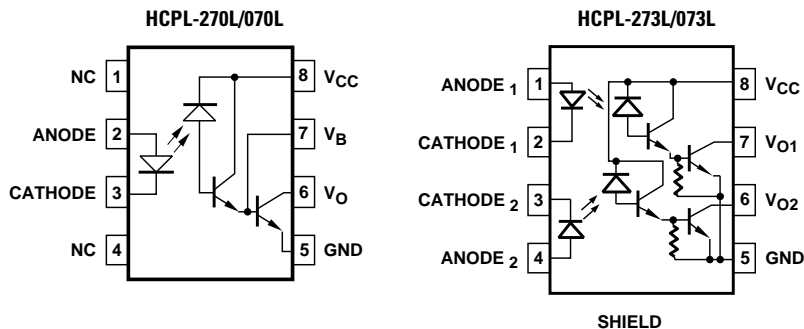 HCPL-270L/070L
NC 1
ANODE 2
CATHODE 3
NC 4
8 VCC
7 VB
6 VO
5 GND
HCPL-273L/073L
ANODE 1 1
CATHODE 1 2
CATHODE 2 3
ANODE 2 4
8 VCC
7 VO1
6 VO2
5 GND
SHIELD